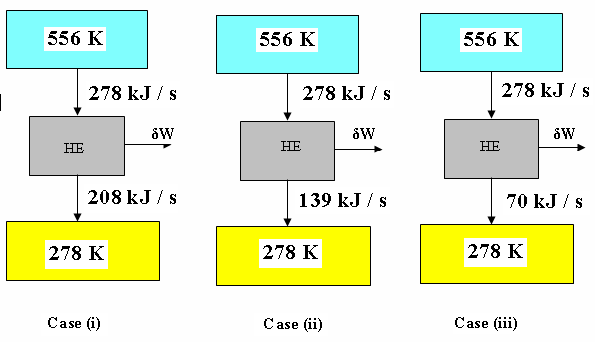 556 K
278 kJ / s
HE
δW
208 kJ / s
278 K
Case (i)
556 K
278 kJ / s
HE
δW
139 kJ / s
278 K
Case (ii)
556 K
278 kJ / s
HE
δW
70 kJ / s
278 K
Case (iii)